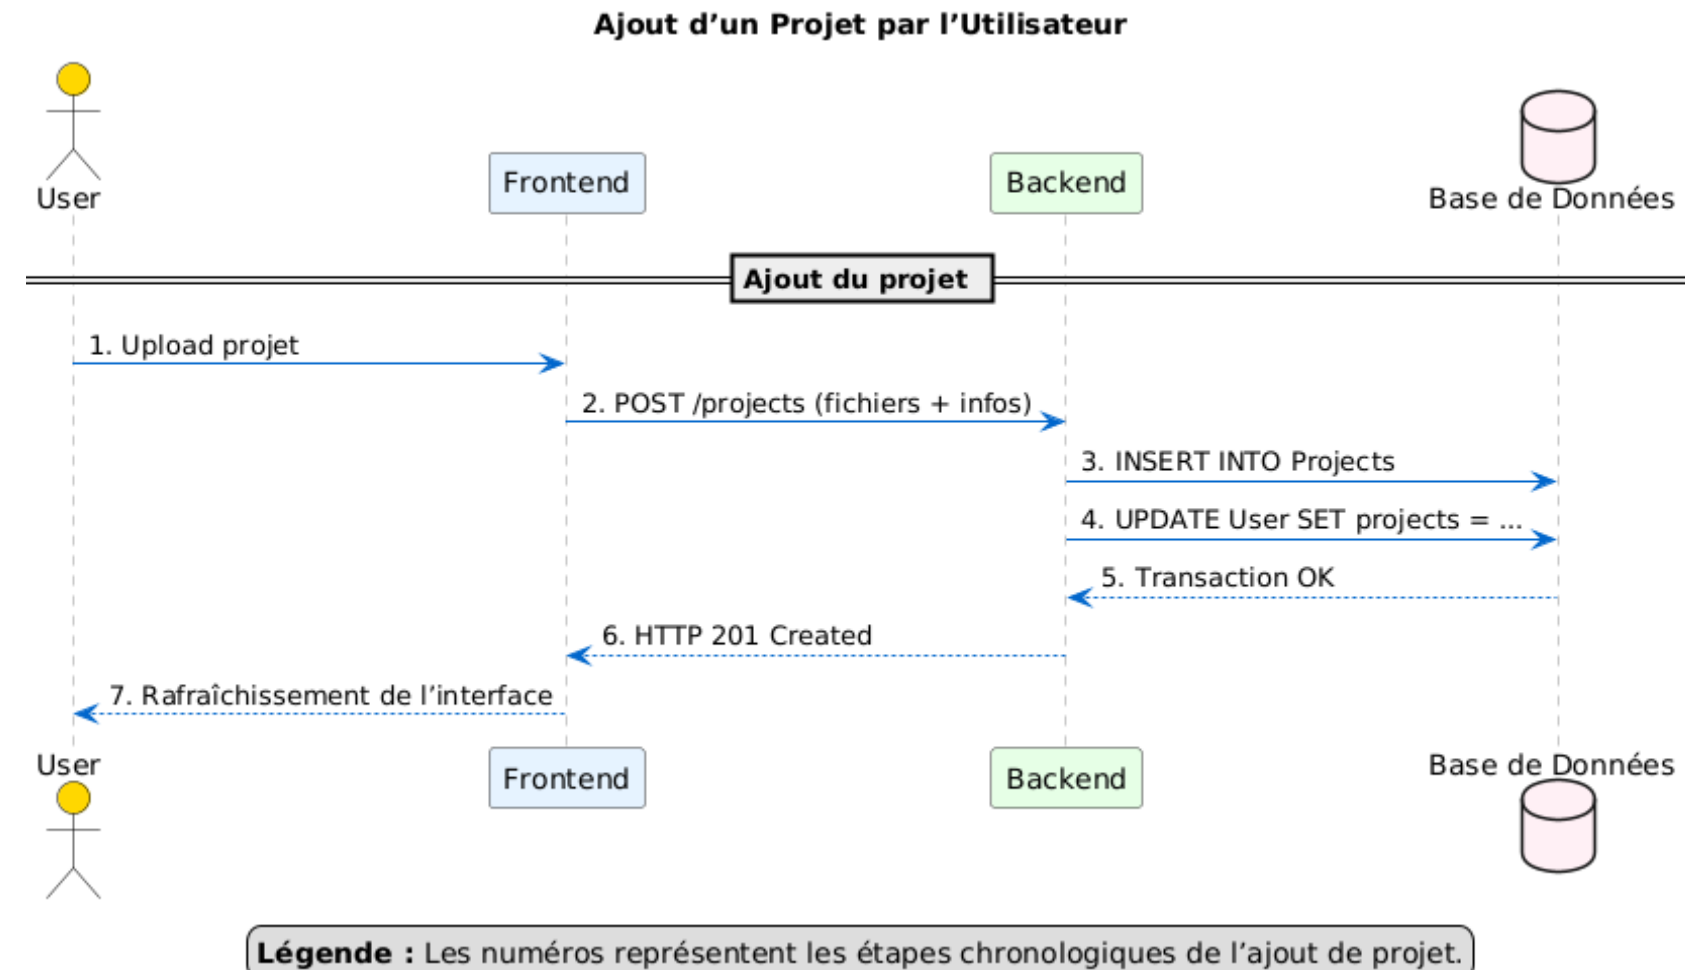 Ajout d’un Projet par l’Utilisateur
User
Frontend
Backend
Base de Données
Ajout du projet
1. Upload projet
2. POST /projects (fichiers + infos)
3. INSERT INTO Projects
4. UPDATE User SET projects = ...
5. Transaction OK
6. HTTP 201 Created
7. Rafraîchissement de l’interface
User
Frontend
Backend
Base de Données
Légende : Les numéros représentent les étapes chronologiques de l’ajout de projet.